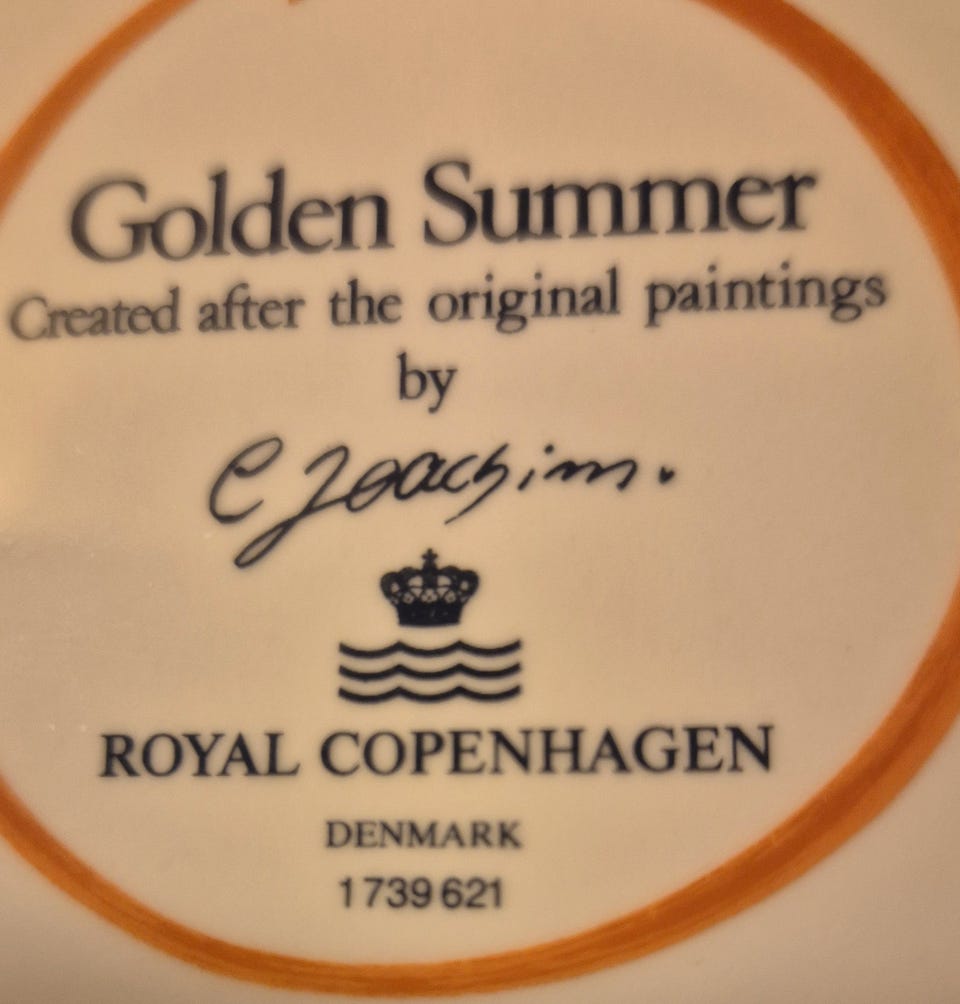 Golden Summer
Created after the original paintings
by
C Joachim.
ROYAL COPENHAGEN
DENMARK
1739621